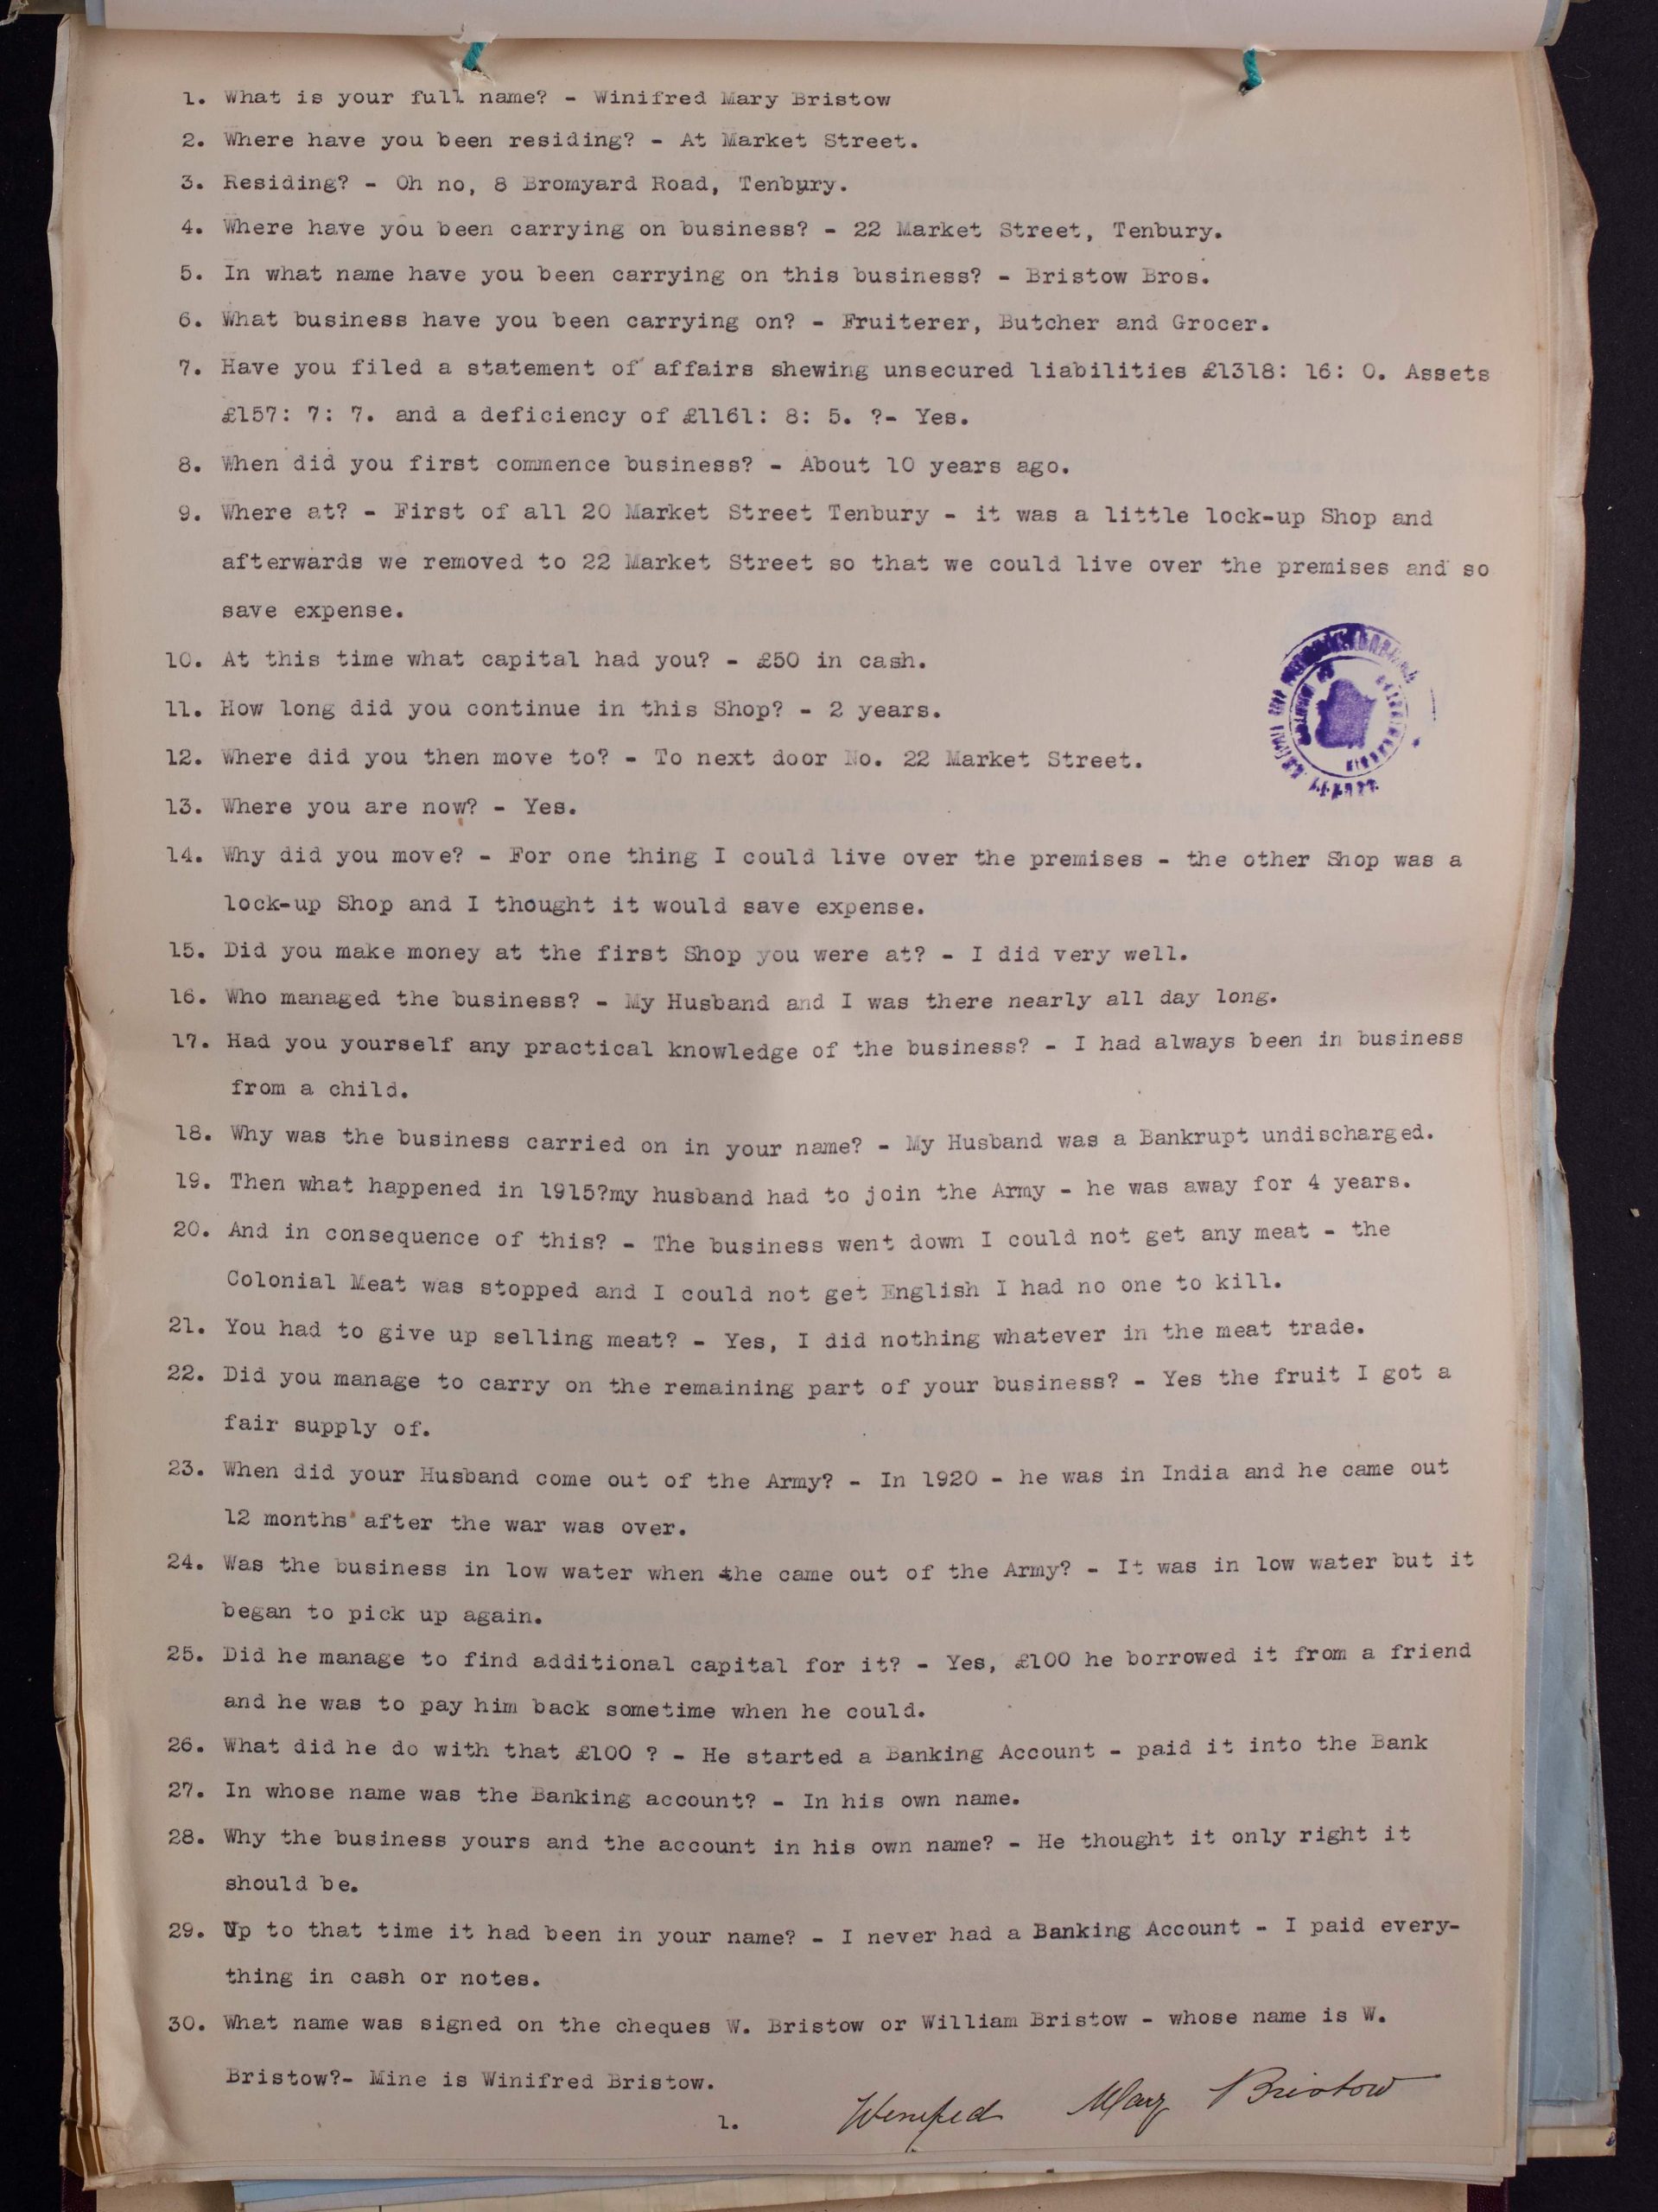 1. What is your full name? - Winifred Mary Bristow
2. Where have you been residing? - At Market Street.
3. Residing? - Oh no, 8 Bromyard Road, Tenbury.
4. Where have you been carrying on business? - 22 Market Street, Tenbury.
5. In what name have you been carrying on this business? - Bristow Bros.
6. What business have you been carrying on? - Fruiterer, Butcher and Grocer.
7. Have you filed a statement of affairs shewing unsecured liabilities £1318: 16: 0. Assets
£157: 7: 7. and a deficiency of £1161: 8: 5. ?- Yes.
8. When did you first commence business? - About 10 years ago.
9. Where at? - First of all 20 Market Street Tenbury - it was a little lock-up Shop and
afterwards we removed to 22 Market Street so that we could live over the premises and so
save expense.
10. At this time what capital had you? - £50 in cash.
11. How long did you continue in this Shop? - 2 years.
12. Where did you then move to? - To next door No. 22 Market Street.
13. Where you are now? - Yes.
14. Why did you move? - For one thing I could live over the premises - the other Shop was a
lock-up Shop and I thought it would save expense.
15. Did you make money at the first Shop you were at? - I did very well.
16. Who managed the business? - My Husband and I was there nearly all day long.
17. Had you yourself any practical knowledge of the business? - I had always been in business
from a child.
18. Why was the business carried on in your name? - My Husband was a Bankrupt undischarged.
19. Then what happened in 1915?my husband had to join the Army - he was away for 4 years.
20. And in consequence of this? - The business went down I could not get any meat - the
Colonial Meat was stopped and I could not get English I had no one to kill.
21. You had to give up selling meat? - Yes, I did nothing whatever in the meat trade.
22. Did you manage to carry on the remaining part of your business? - Yes the fruit I got a
fair supply of.
23. When did your Husband come out of the Army? - In 1920 - he was in India and he came out
12 months after the war was over.
24. Was the business in low water when the came out of the Army? - It was in low water but it
began to pick up again.
25. Did he manage to find additional capital for it? - Yes, £100 he borrowed it from a friend
and he was to pay him back sometime when he could.
26. What did he do with that £100 ? - He started a Banking Account - paid it into the Bank
27. In whose name was the Banking account? - In his own name.
28. Why the business yours and the account in his own name? - He thought it only right it
should be.
29. Up to that time it had been in your name? - I never had a Banking Account - I paid every-
thing in cash or notes.
30. What name was signed on the cheques W. Bristow or William Bristow - whose name is W.
Bristow?- Mine is Winifred Bristow.
1.
Winifred Mary Bristow